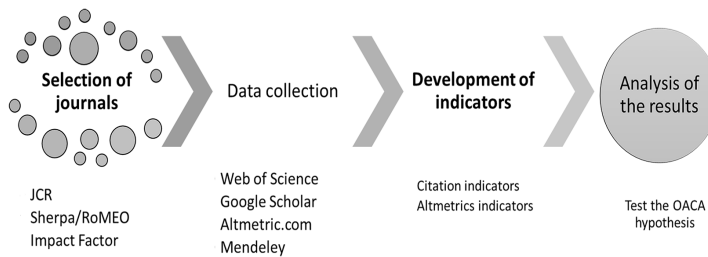 Selection of
journals
Data collection
Development of
indicators
Analysis of
the results
JCR
Sherpa/RoMEO
Impact Factor
Web of Science
Google Scholar
Altmetric.com
Mendeley
Citation indicators
Altmetrics indicators
Test the OACA
hypothesis